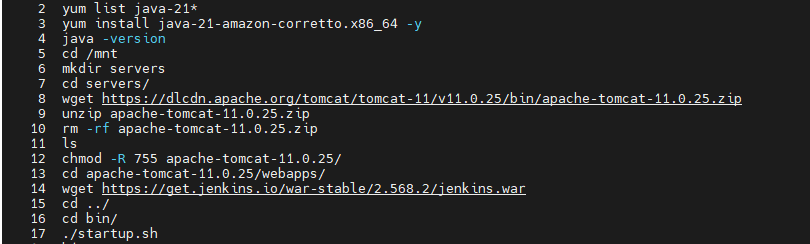 2 yum list java-21*
3 yum install java-21-amazon-corretto.x86_64 -y
4 java -version
5 cd /mnt
6 mkdir servers
7 cd servers/
8 wget https://dlcdn.apache.org/tomcat/tomcat-11/v11.0.25/bin/apache-tomcat-11.0.25.zip
9 unzip apache-tomcat-11.0.25.zip
10 rm -rf apache-tomcat-11.0.25.zip
11 ls
12 chmod -R 755 apache-tomcat-11.0.25/
13 cd apache-tomcat-11.0.25/webapps/
14 wget https://get.jenkins.io/war-stable/2.568.2/jenkins.war
15 cd ../
16 cd bin/
17 ./startup.sh